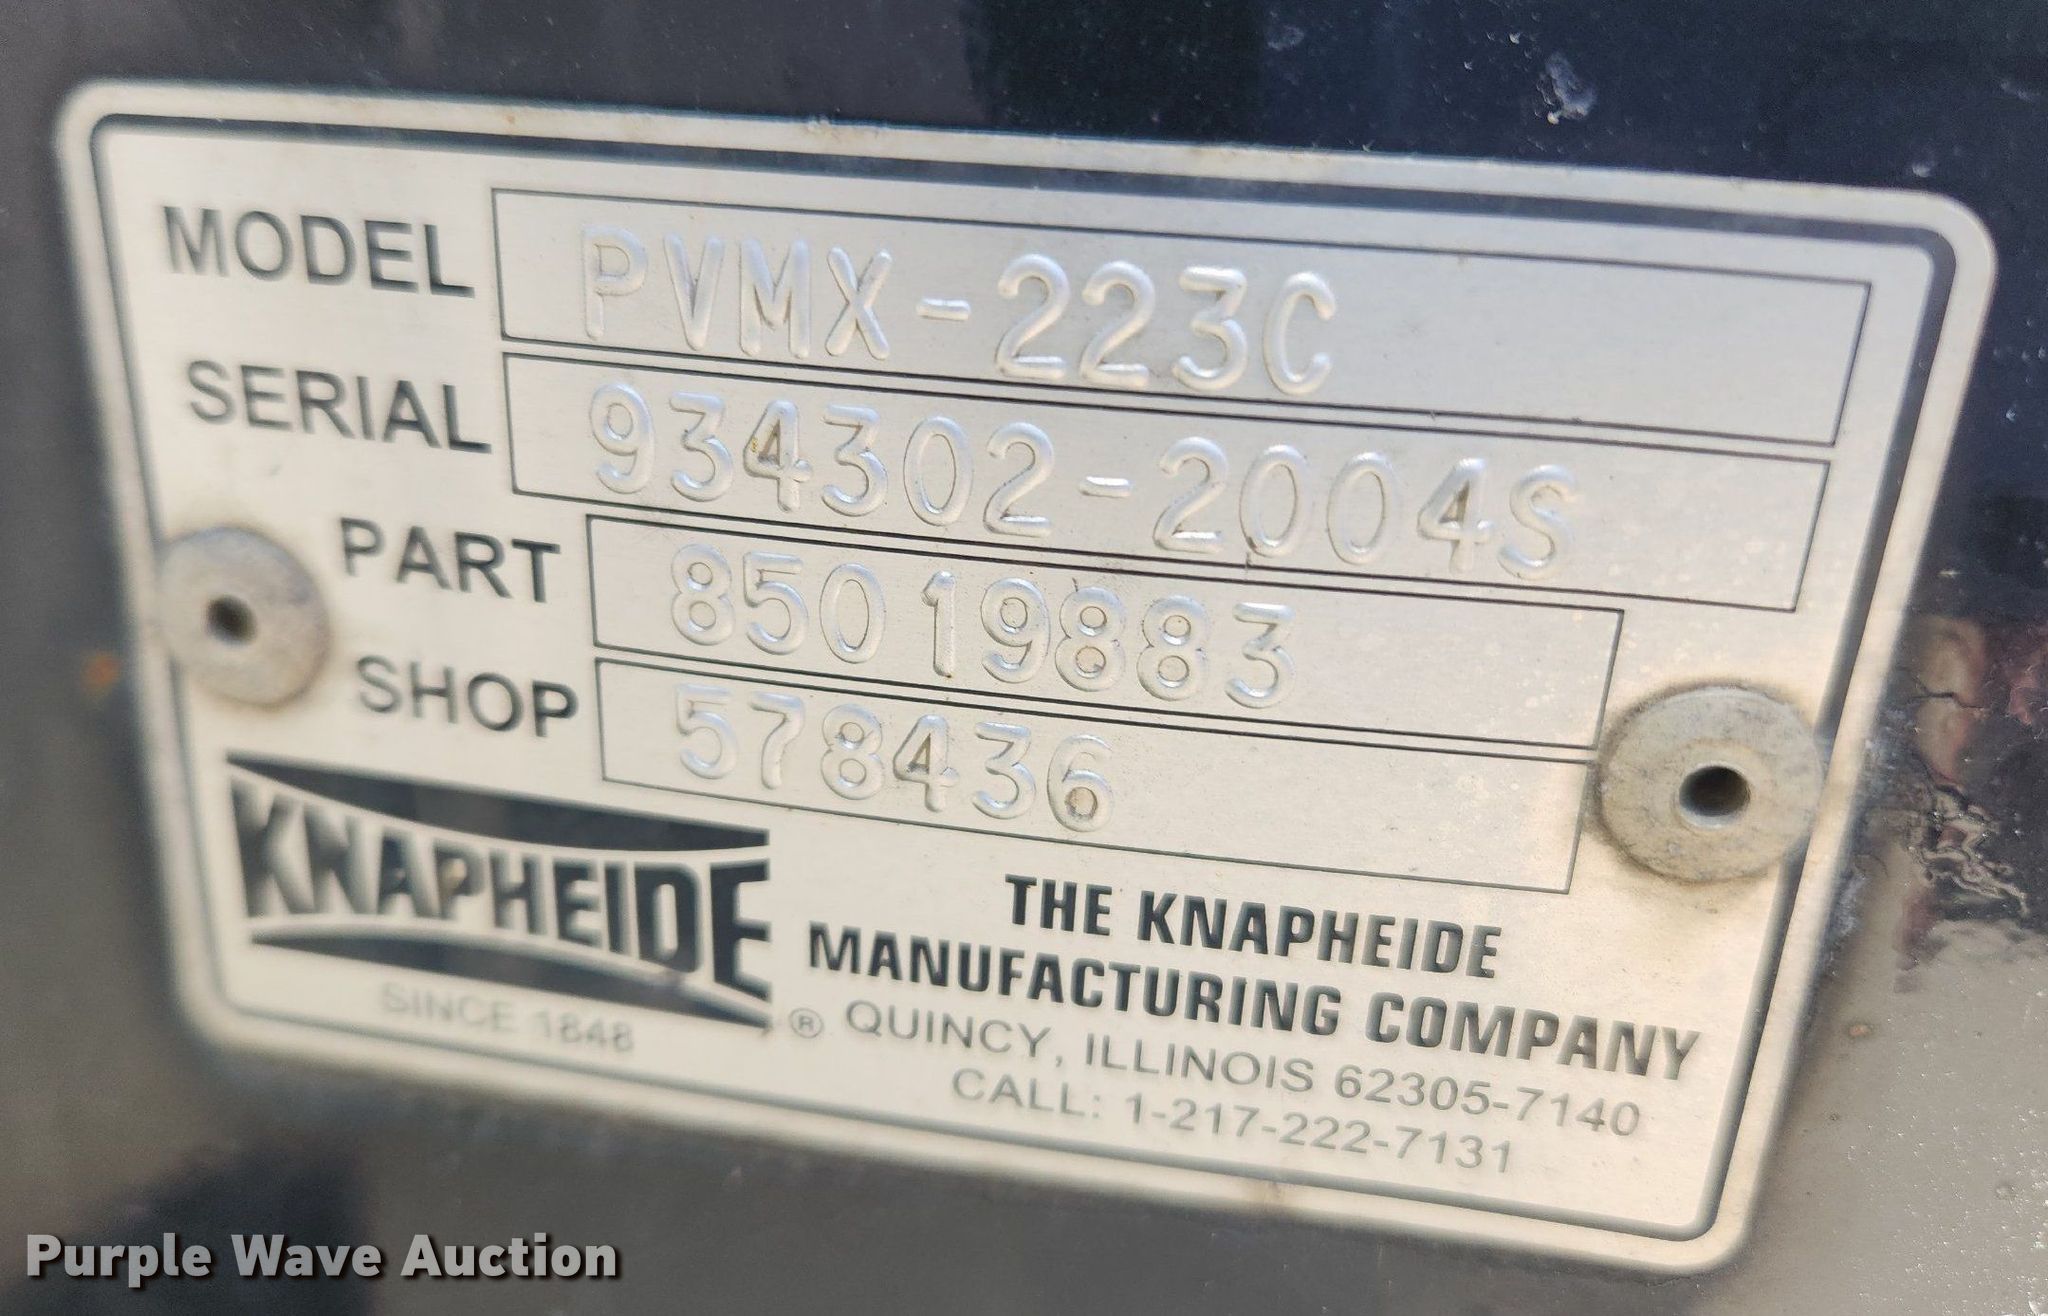 MODEL PVMX-223C
SERIAL 934302-2004S
PART 85019883
SHOP 578436
KNAPHEIDE
SINCE 1848
®
THE KNAPHEIDE
MANUFACTURING COMPANY
QUINCY, ILLINOIS 62305-7140
CALL: 1-217-222-7131
Purple Wave Auction